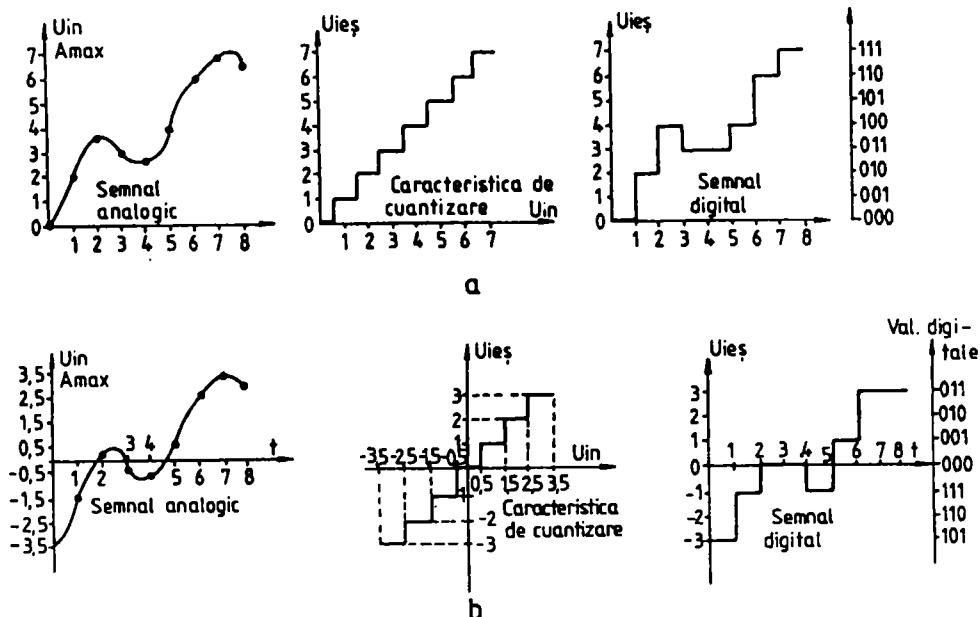 Uin
Amax
7
6
5
4
3
2
1
0
1 2 3 4 5 6 7 8
Semnal
analogic
Uieș
7
6
5
4
3
2
1
0
1 2 3 4 5 6 7
Caracteristica de
cuantizare
Uin
Uieș
7
6
5
4
3
2
1
0
1 2 3 4 5 6 7 8
Semnal
digital
111
110
101
100
011
010
001
000
a
Uin
Amax
3,5
2,5
1,5
0,5
-0,5
-1,5
-2,5
-3,5
1 2 3 4 5 6 7 8
t
Semnal analogic
Uieș
3
2
1
-3,5 -2,5 -1,5 -0,5
0,5 1,5 2,5 3,5
Uin
-1
-2
-3
Caracteristica
de cuantizare
Uieș
3
2
1
0
-1
-2
-3
1 2 3 4 5 6 7 8 t
Semnal
digital
Val. digi-
tale
011
010
001
000
111
110
101
b